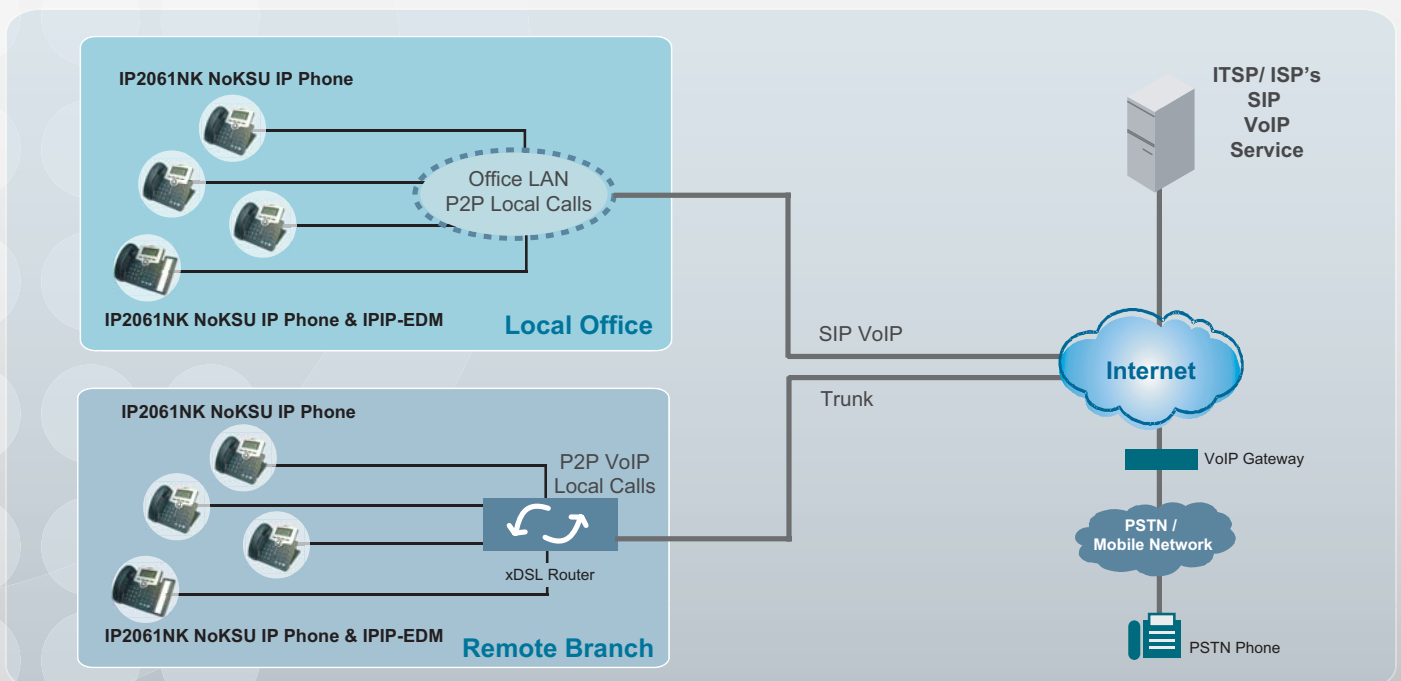 IP2061NK NoKSU IP Phone
Office LAN
P2P Local Calls
IP2061NK NoKSU IP Phone & IPIP-EDM
Local Office
IP2061NK NoKSU IP Phone
P2P VoIP
Local Calls
xDSL Router
IP2061NK NoKSU IP Phone & IPIP-EDM
Remote Branch
SIP VoIP
Trunk
ITSP/ ISP's
SIP
VoIP
Service
Internet
VoIP Gateway
PSTN /
Mobile Network
PSTN Phone